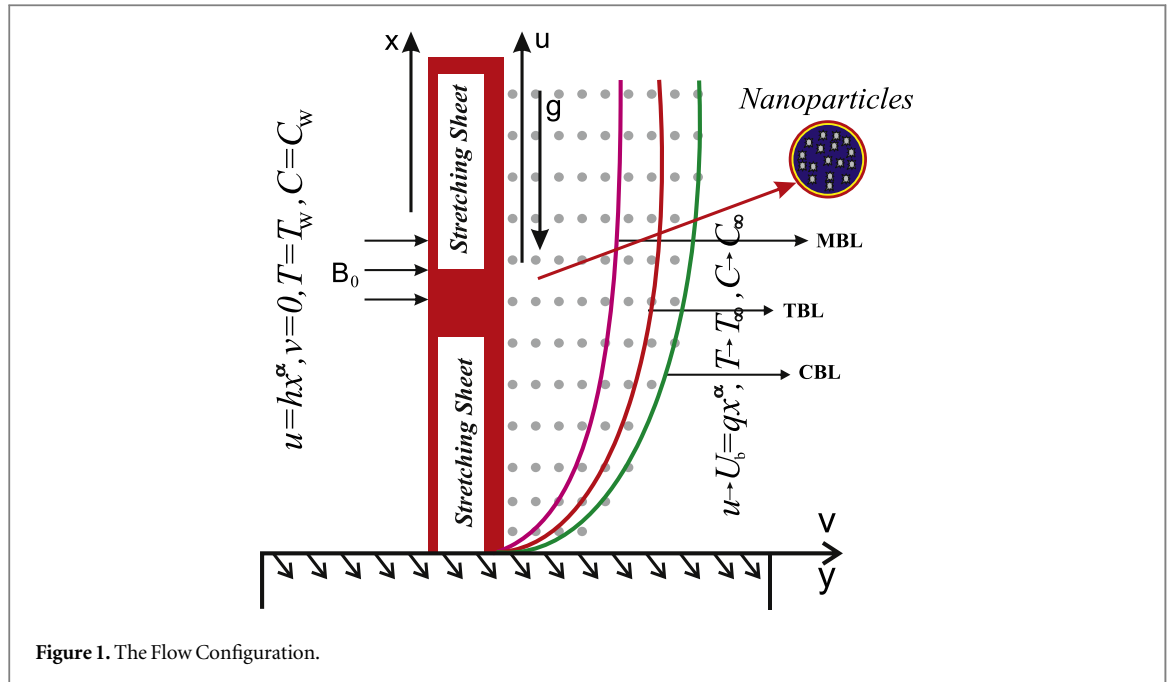 x
u
g
Nanoparticles
Stretching Sheet
u=hx^α, v=0, T=T_W, C=C_W
B₀
MBL
TBL
CBL
u→U_b=qx^α, T→T_∞, C→C_∞
Stretching Sheet
v
y
Figure 1. The Flow Configuration.